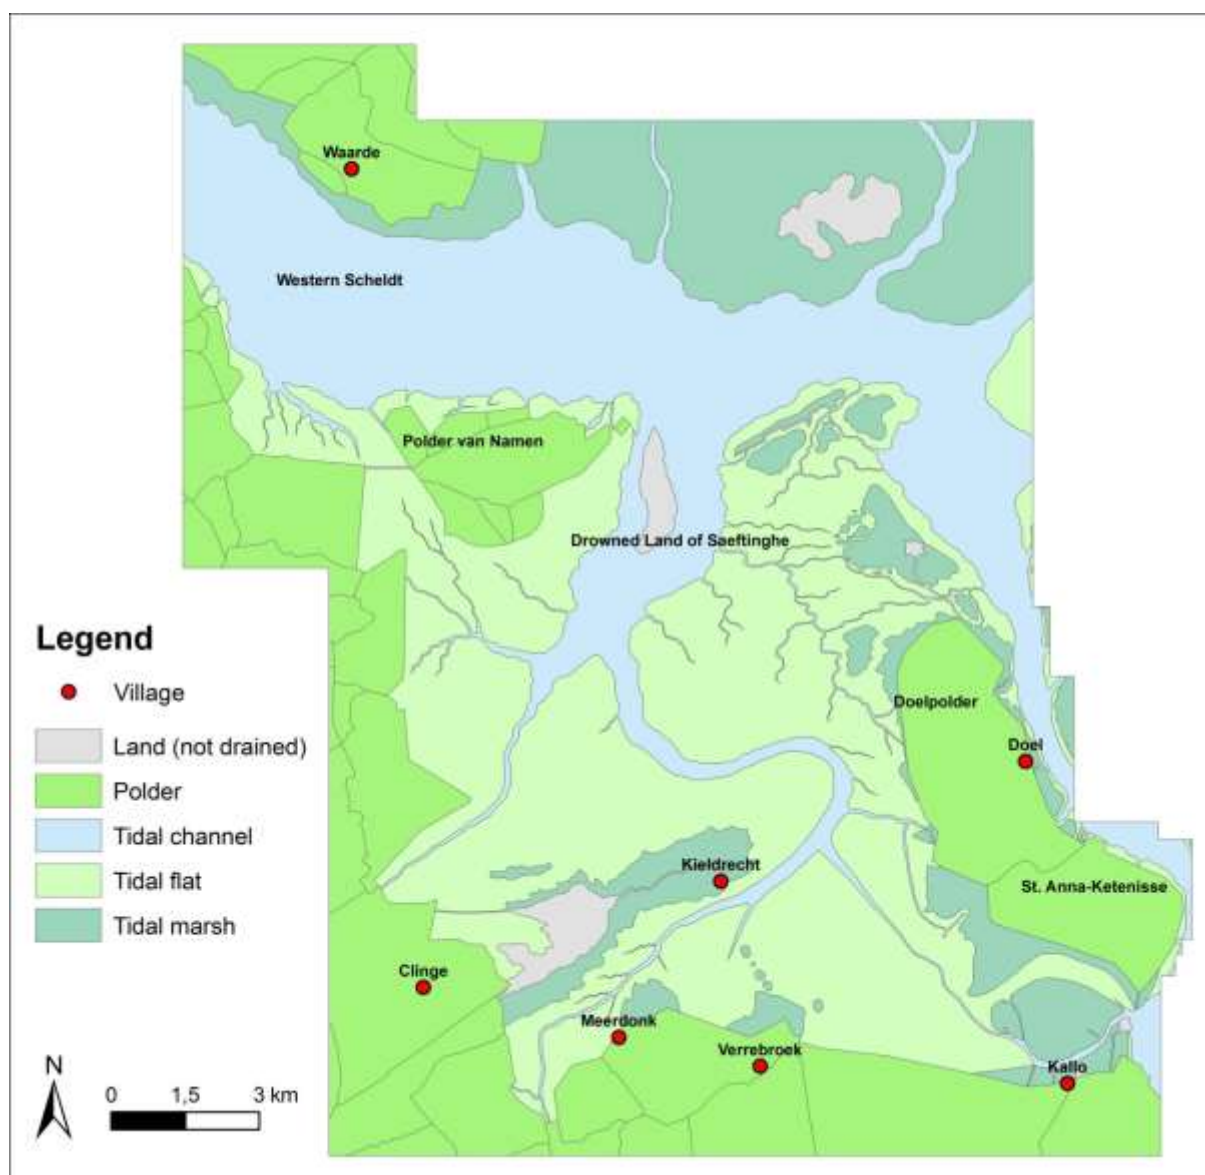 Waarde
Western Scheldt
Polder van Namen
Drowned Land of Saeftinghe
Doelpolder
Doel
Kieldrecht
St. Anna-Ketenisse
Clinge
Meerdonk
Verrebroek
Kallo
Legend
Village
Land (not drained)
Polder
Tidal channel
Tidal flat
Tidal marsh
N
0 1,5 3 km